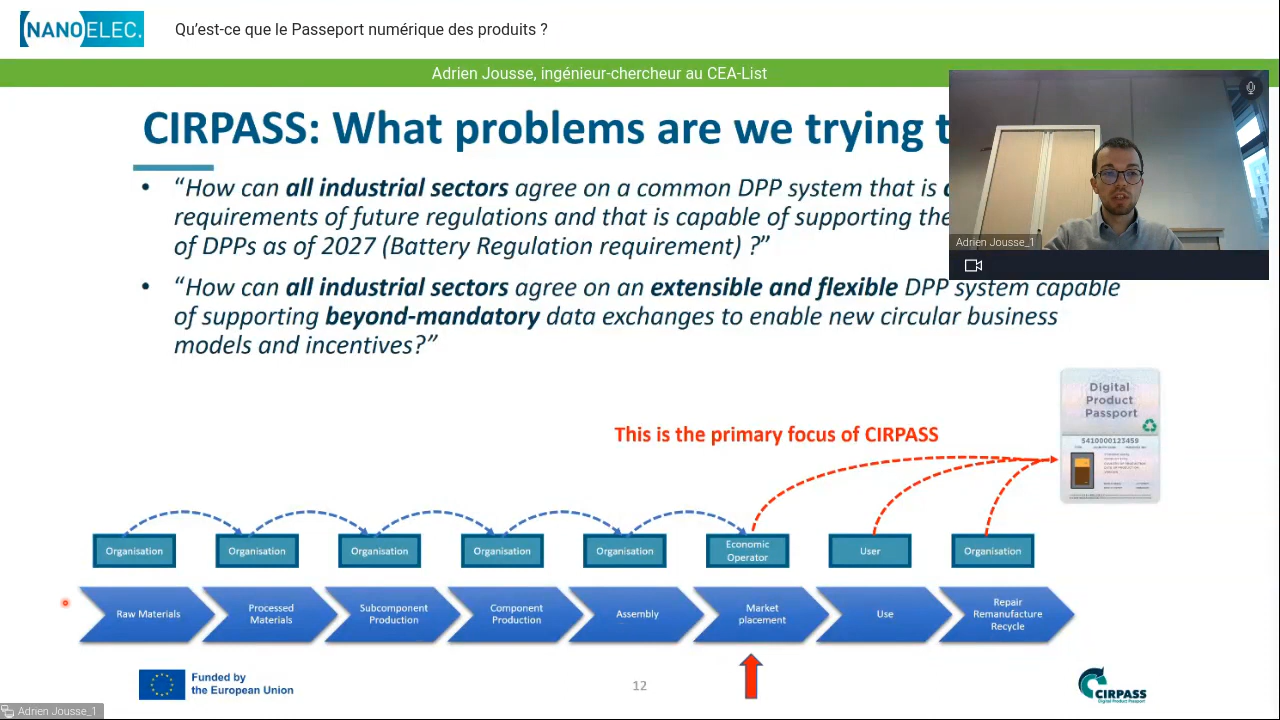 NANOELEC.
Qu'est-ce que le Passeport numérique des produits ?
Adrien Jousse, ingénieur-chercheur au CEA-List
CIRPASS: What problems are we trying
• "How can all industrial sectors agree on a common DPP system that is
requirements of future regulations and that is capable of supporting the
of DPPs as of 2027 (Battery Regulation requirement) ?"
Adrien Jousse_1
• "How can all industrial sectors agree on an extensible and flexible DPP system capable
of supporting beyond-mandatory data exchanges to enable new circular business
models and incentives?"
Digital
Product
Passport
5410000123459
This is the primary focus of CIRPASS
Organisation
Organisation
Organisation
Organisation
Organisation
Economic
Operator
User
Organisation
Raw Materials
Processed
Materials
Subcomponent
Production
Component
Production
Assembly
Market
placement
Use
Repair
Remanufacture
Recycle
Funded by
the European Union
12
CIRPASS
Digital Product Passport
Adrien Jousse_1